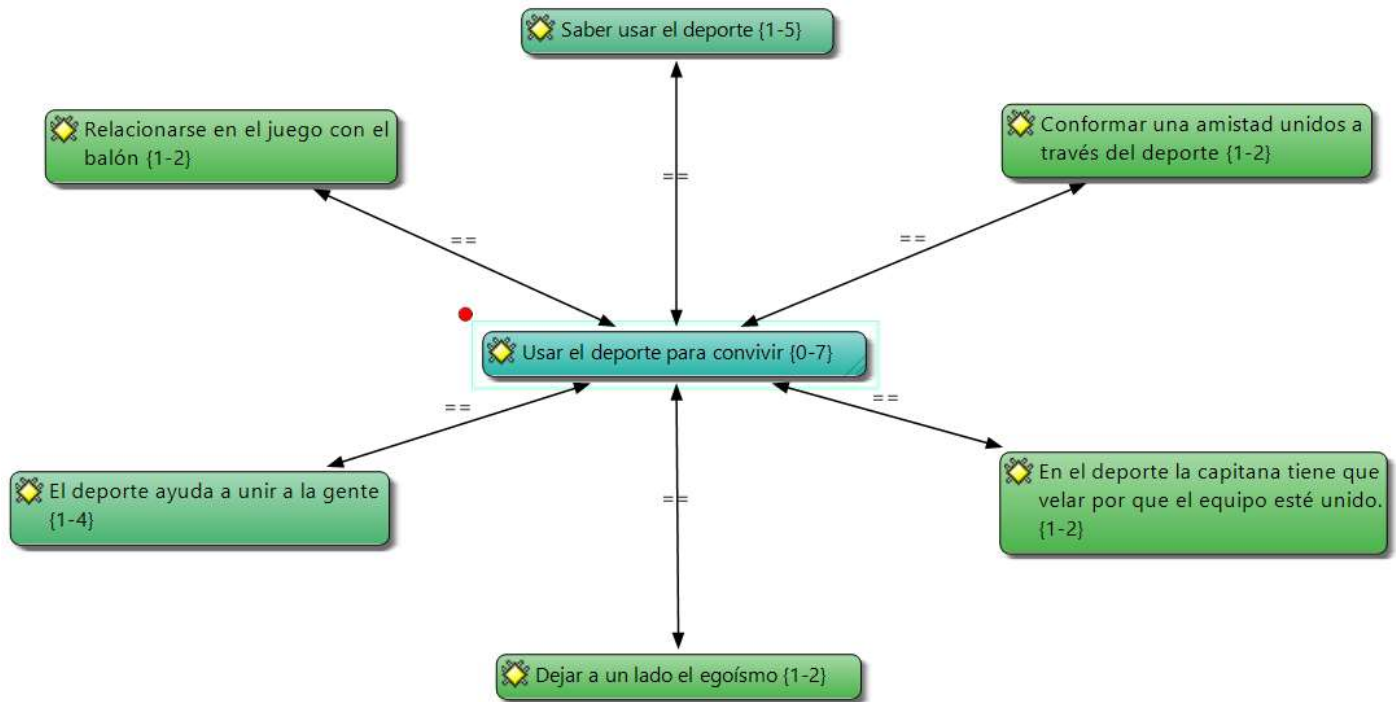 Saber usar el deporte {1-5}
Relacionarse en el juego con el
balón {1-2}
Conformar una amistad unidos a
través del deporte {1-2}
==
==
==
Usar el deporte para convivir {0-7}
==
==
==
El deporte ayuda a unir a la gente
{1-4}
En el deporte la capitana tiene que
velar por que el equipo esté unido.
{1-2}
Dejar a un lado el egoísmo {1-2}